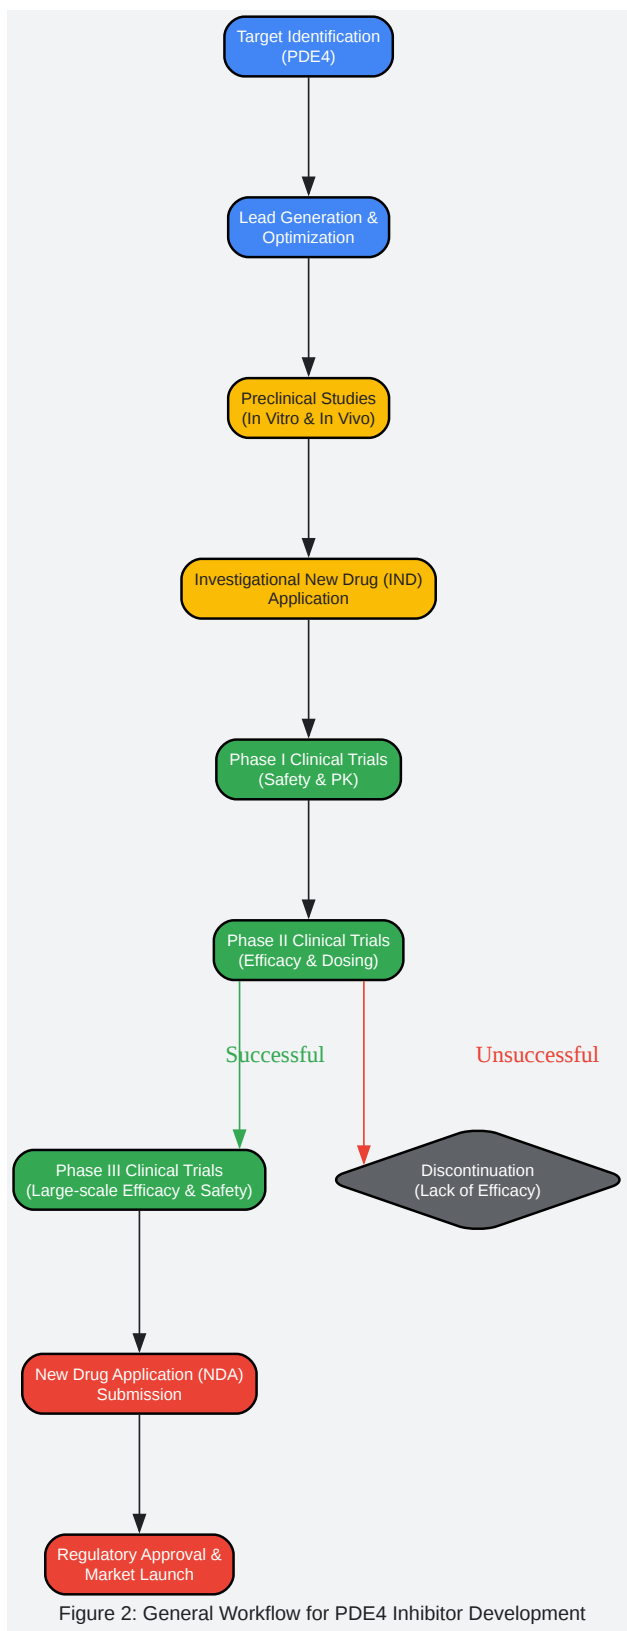 Target Identification
(PDE4)
Lead Generation &
Optimization
Preclinical Studies
(In Vitro & In Vivo)
Investigational New Drug (IND)
Application
Phase I Clinical Trials
(Safety & PK)
Phase II Clinical Trials
(Efficacy & Dosing)
Successful
Unsuccessful
Phase III Clinical Trials
(Large-scale Efficacy & Safety)
Discontinuation
(Lack of Efficacy)
New Drug Application (NDA)
Submission
Regulatory Approval &
Market Launch
Figure 2: General Workflow for PDE4 Inhibitor Development